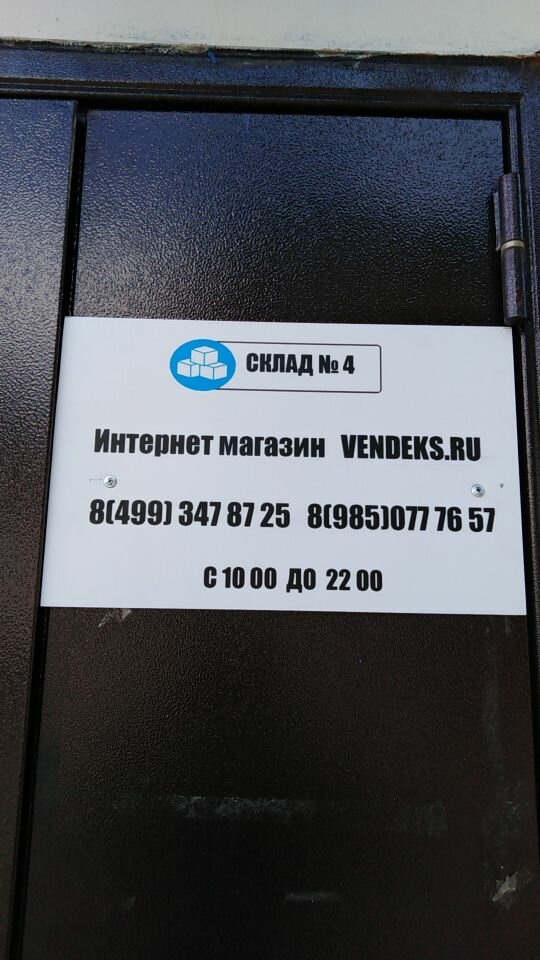 СКЛАД № 4
Интернет магазин VENDEKS.RU
8(499) 347 87 25 8(985)077 76 57
С 10 00 ДО 22 00